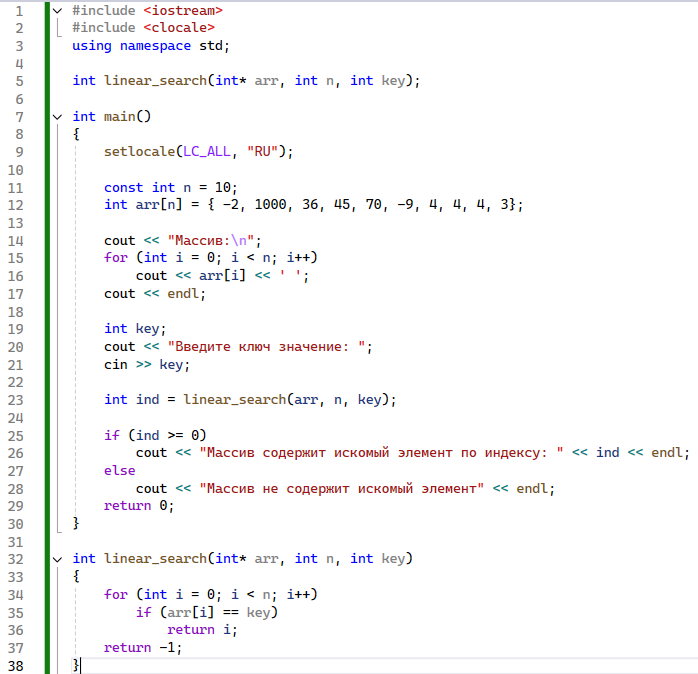 1 #include <iostream>
2 #include <clocale>
3 using namespace std;
4
5 int linear_search(int* arr, int n, int key);
6
7 int main()
8 {
9 setlocale(LC_ALL, "RU");
10
11 const int n = 10;
12 int arr[n] = { -2, 1000, 36, 45, 70, -9, 4, 4, 4, 3};
13
14 cout << "Массив:\n";
15 for (int i = 0; i < n; i++)
16 cout << arr[i] << ' ';
17 cout << endl;
18
19 int key;
20 cout << "Введите ключ значение: ";
21 cin >> key;
22
23 int ind = linear_search(arr, n, key);
24
25 if (ind >= 0)
26 cout << "Массив содержит искомый элемент по индексу: " << ind << endl;
27 else
28 cout << "Массив не содержит искомый элемент" << endl;
29 return 0;
30 }
31
32 int linear_search(int* arr, int n, int key)
33 {
34 for (int i = 0; i < n; i++)
35 if (arr[i] == key)
36 return i;
37 return -1;
38 }